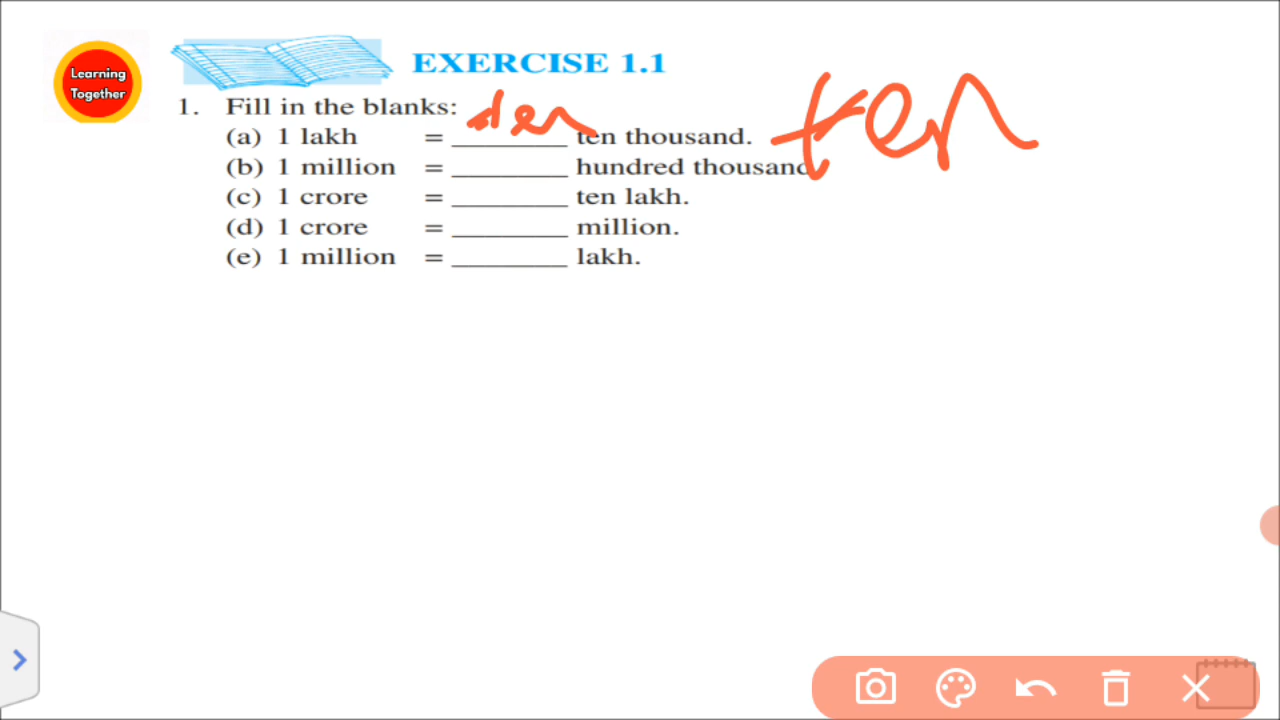 Learning
Together
EXERCISE 1.1
1. Fill in the blanks:
(a) 1 lakh = ten ten thousand. ten
(b) 1 million = ________ hundred thousand
(c) 1 crore = ________ ten lakh.
(d) 1 crore = ________ million.
(e) 1 million = ________ lakh.